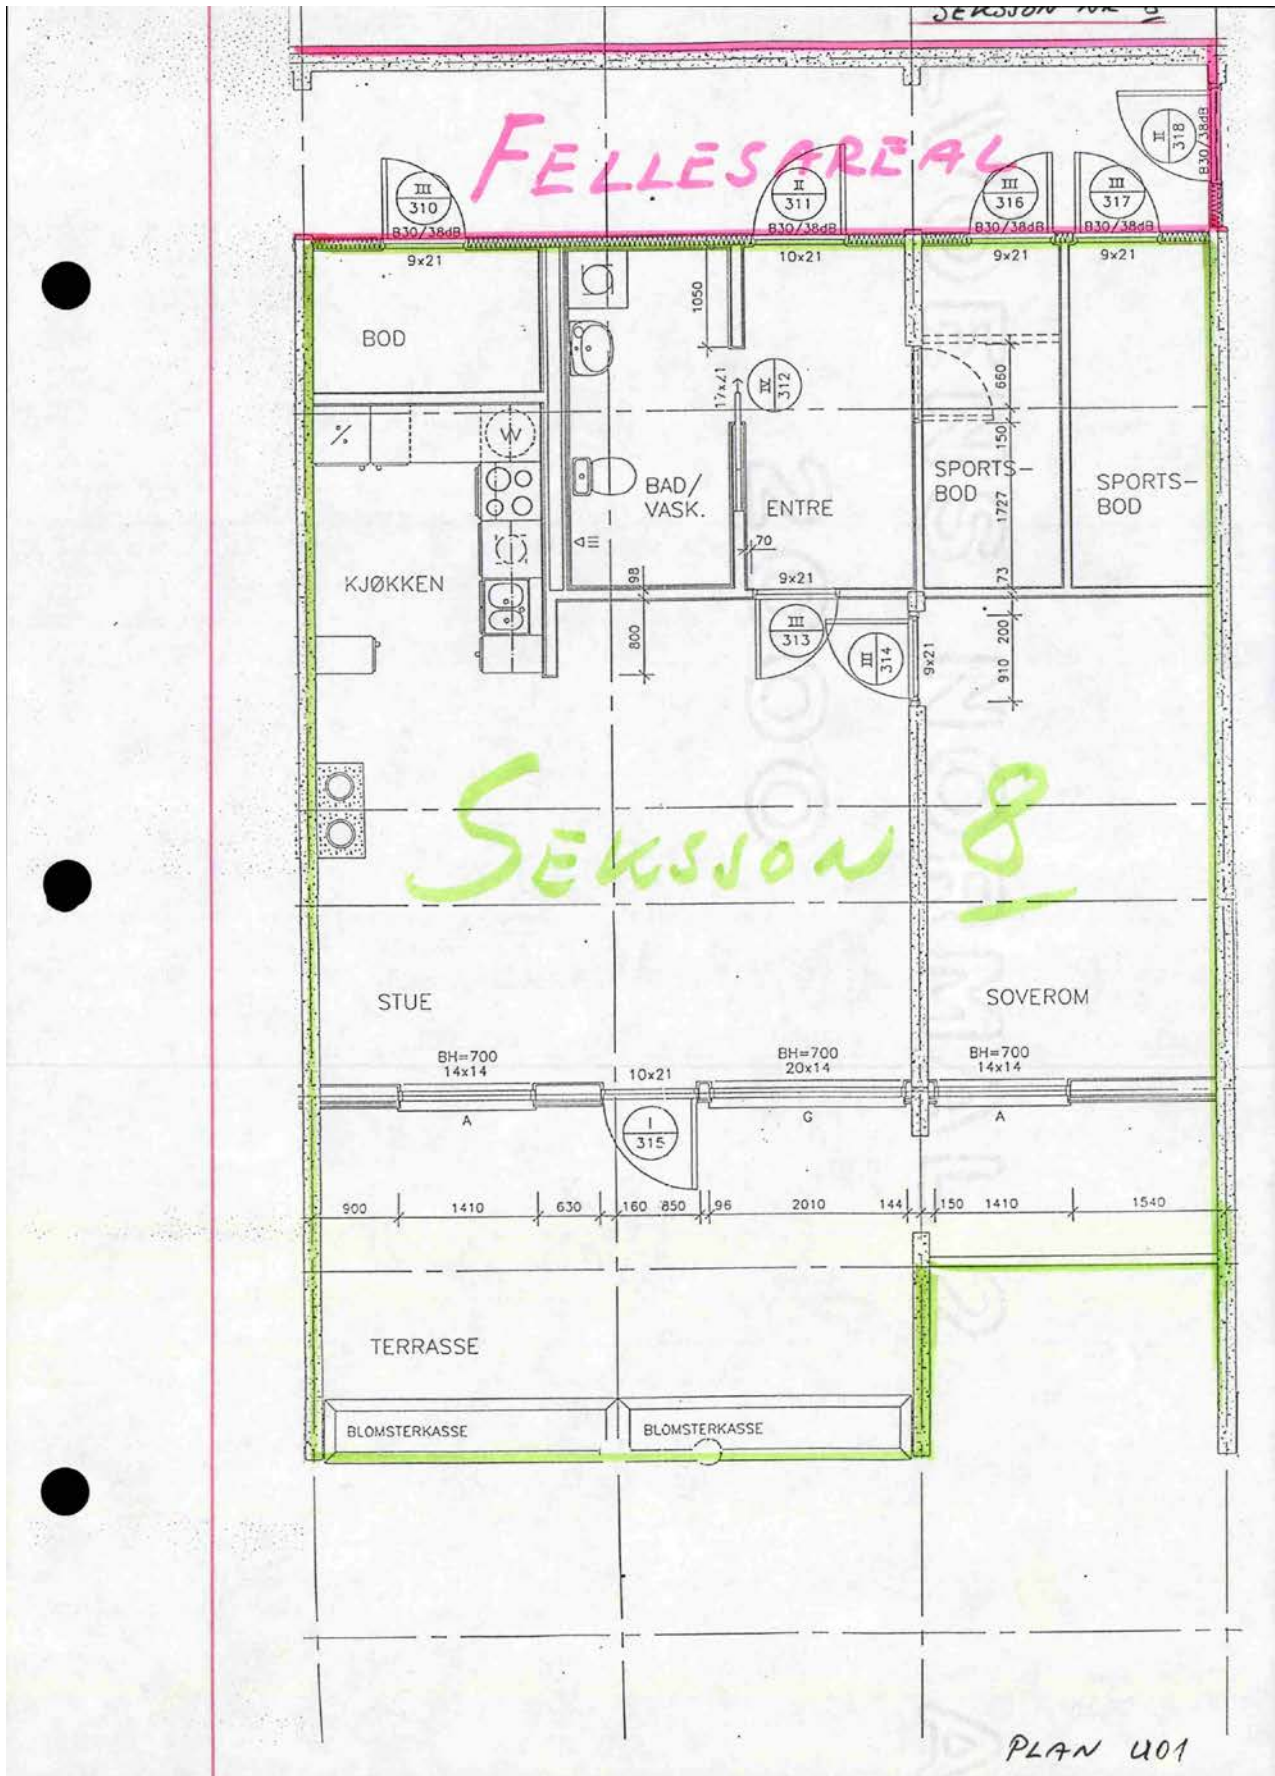 SEKSJON NR 8
FELLESAREAL
II
318
B30/38dB
III
310
B30/38dB
II
311
B30/38dB
III
316
B30/38dB
III
317
B30/38dB
9x21
10x21
9x21
9x21
BOD
1050
17x21
IV
312
660
150
1727
73
W
BAD/
VASK.
ENTRE
SPORTS-
BOD
SPORTS-
BOD
70
KJØKKEN
98
800
9x21
III
313
III
314
9x21
200
910
SEKSJON 8
STUE
SOVEROM
BH=700
14x14
10x21
BH=700
20x14
BH=700
14x14
A
I
315
G
A
900 1410 630 160 850 96 2010 144 150 1410 1540
TERRASSE
BLOMSTERKASSE
BLOMSTERKASSE
PLAN U01